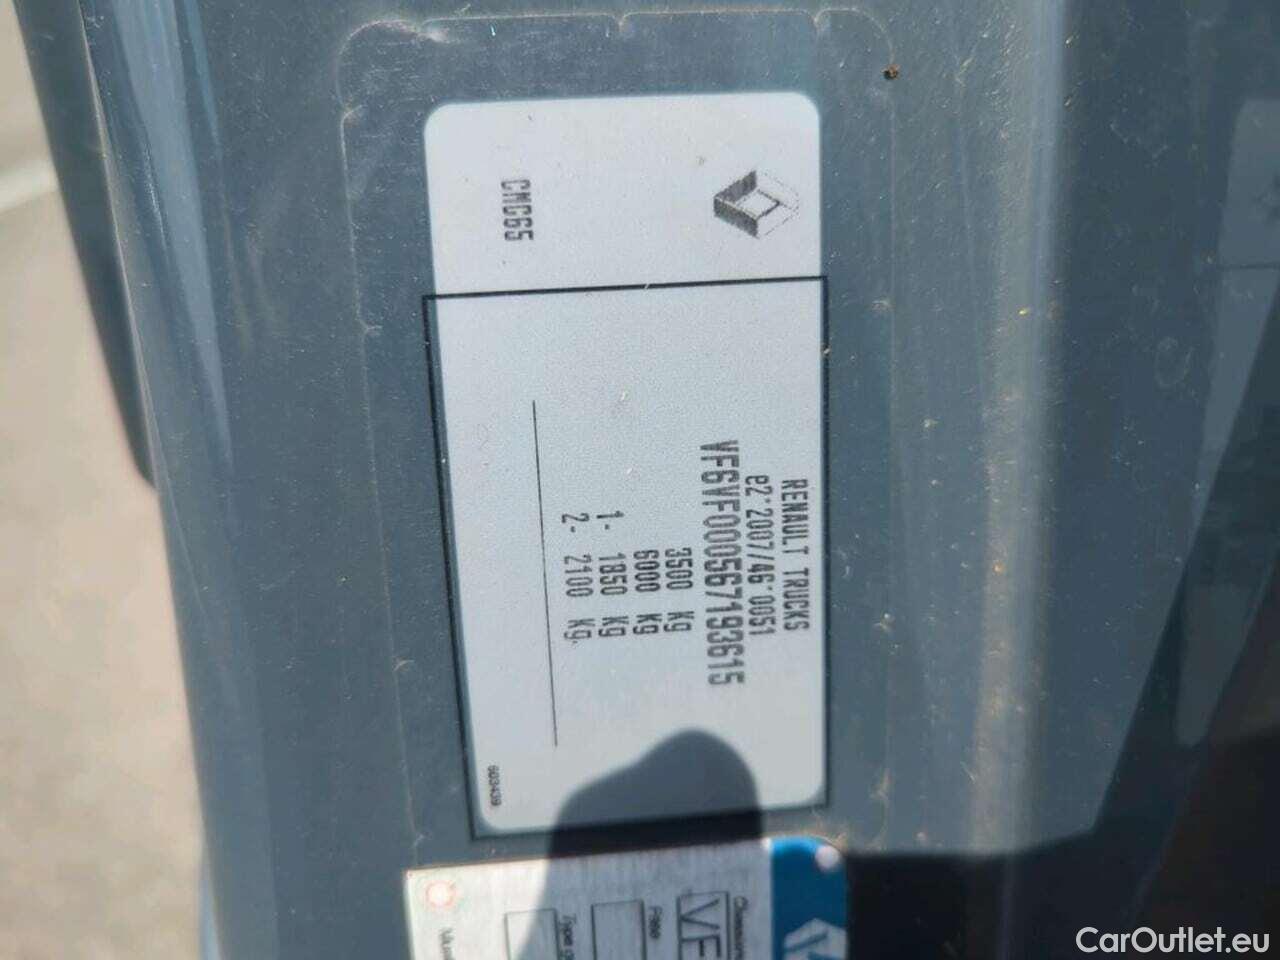 CMC65
RENAULT TRUCKS
e2*2007/46*0051
VF6VF000567193615
3500 Kg
6000 Kg
1- 1850 Kg
2- 2100 Kg.
603439
VF
CarOutlet.eu